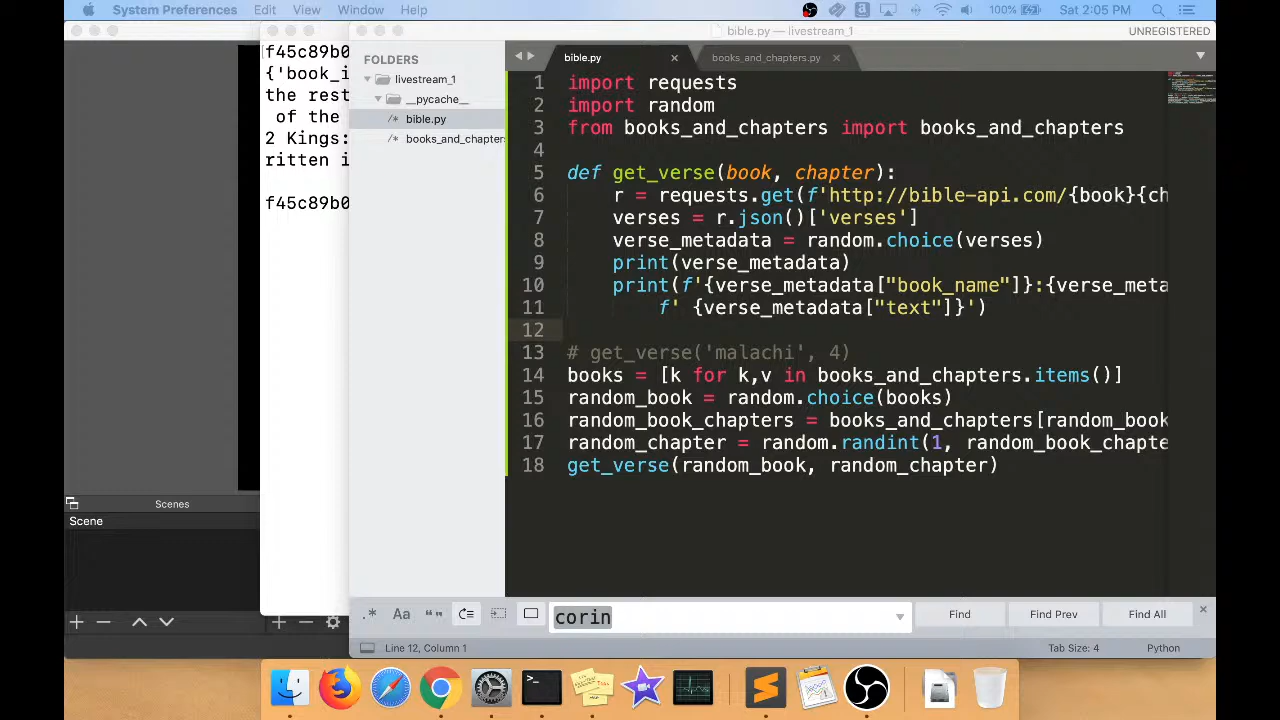 System Preferences Edit View Window Help 100% Sat 2:05 PM
bible.py — livestream_1 UNREGISTERED
f45c89b0
{'book_i
the rest
of the
2 Kings:
ritten i
f45c89b0
FOLDERS
livestream_1
__pycache__
bible.py
books_and_chapters
bible.py × books_and_chapters.py ×
1 import requests
2 import random
3 from books_and_chapters import books_and_chapters
4
5 def get_verse(book, chapter):
6 r = requests.get(f'http://bible-api.com/{book}{ch
7 verses = r.json()['verses']
8 verse_metadata = random.choice(verses)
9 print(verse_metadata)
10 print(f'{verse_metadata["book_name"]}:{verse_meta
11 f' {verse_metadata["text"]}')
12
13 # get_verse('malachi', 4)
14 books = [k for k,v in books_and_chapters.items()]
15 random_book = random.choice(books)
16 random_book_chapters = books_and_chapters[random_book
17 random_chapter = random.randint(1, random_book_chapte
18 get_verse(random_book, random_chapter)
Scenes
Scene
.* Aa “” corin Find Find Prev Find All ×
Line 12, Column 1 Tab Size: 4 Python